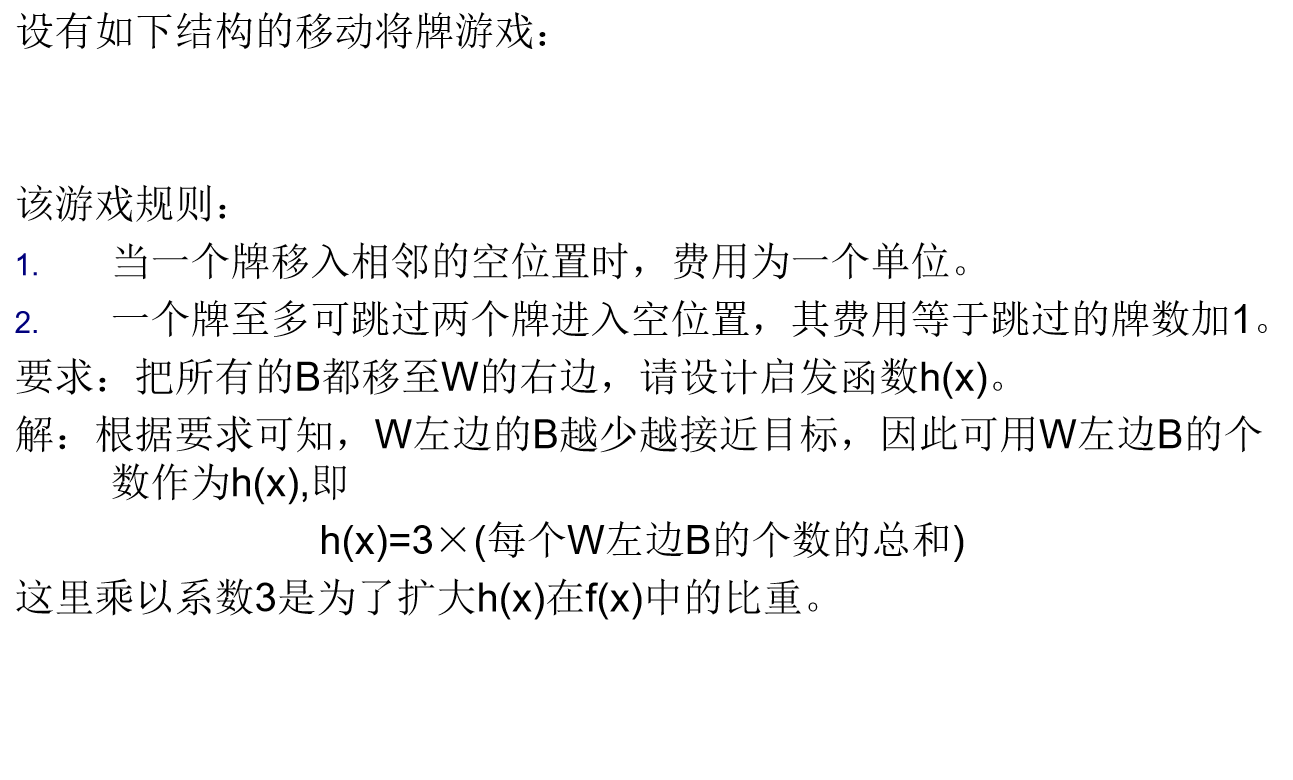 设有如下结构的移动将牌游戏：
该游戏规则：
1. 当一个牌移入相邻的空位置时，费用为一个单位。
2. 一个牌至多可跳过两个牌进入空位置，其费用等于跳过的牌数加1。
要求：把所有的B都移至W的右边，请设计启发函数h(x)。
解：根据要求可知，W左边的B越少越接近目标，因此可用W左边B的个
数作为h(x),即
h(x)=3×(每个W左边B的个数的总和)
这里乘以系数3是为了扩大h(x)在f(x)中的比重。